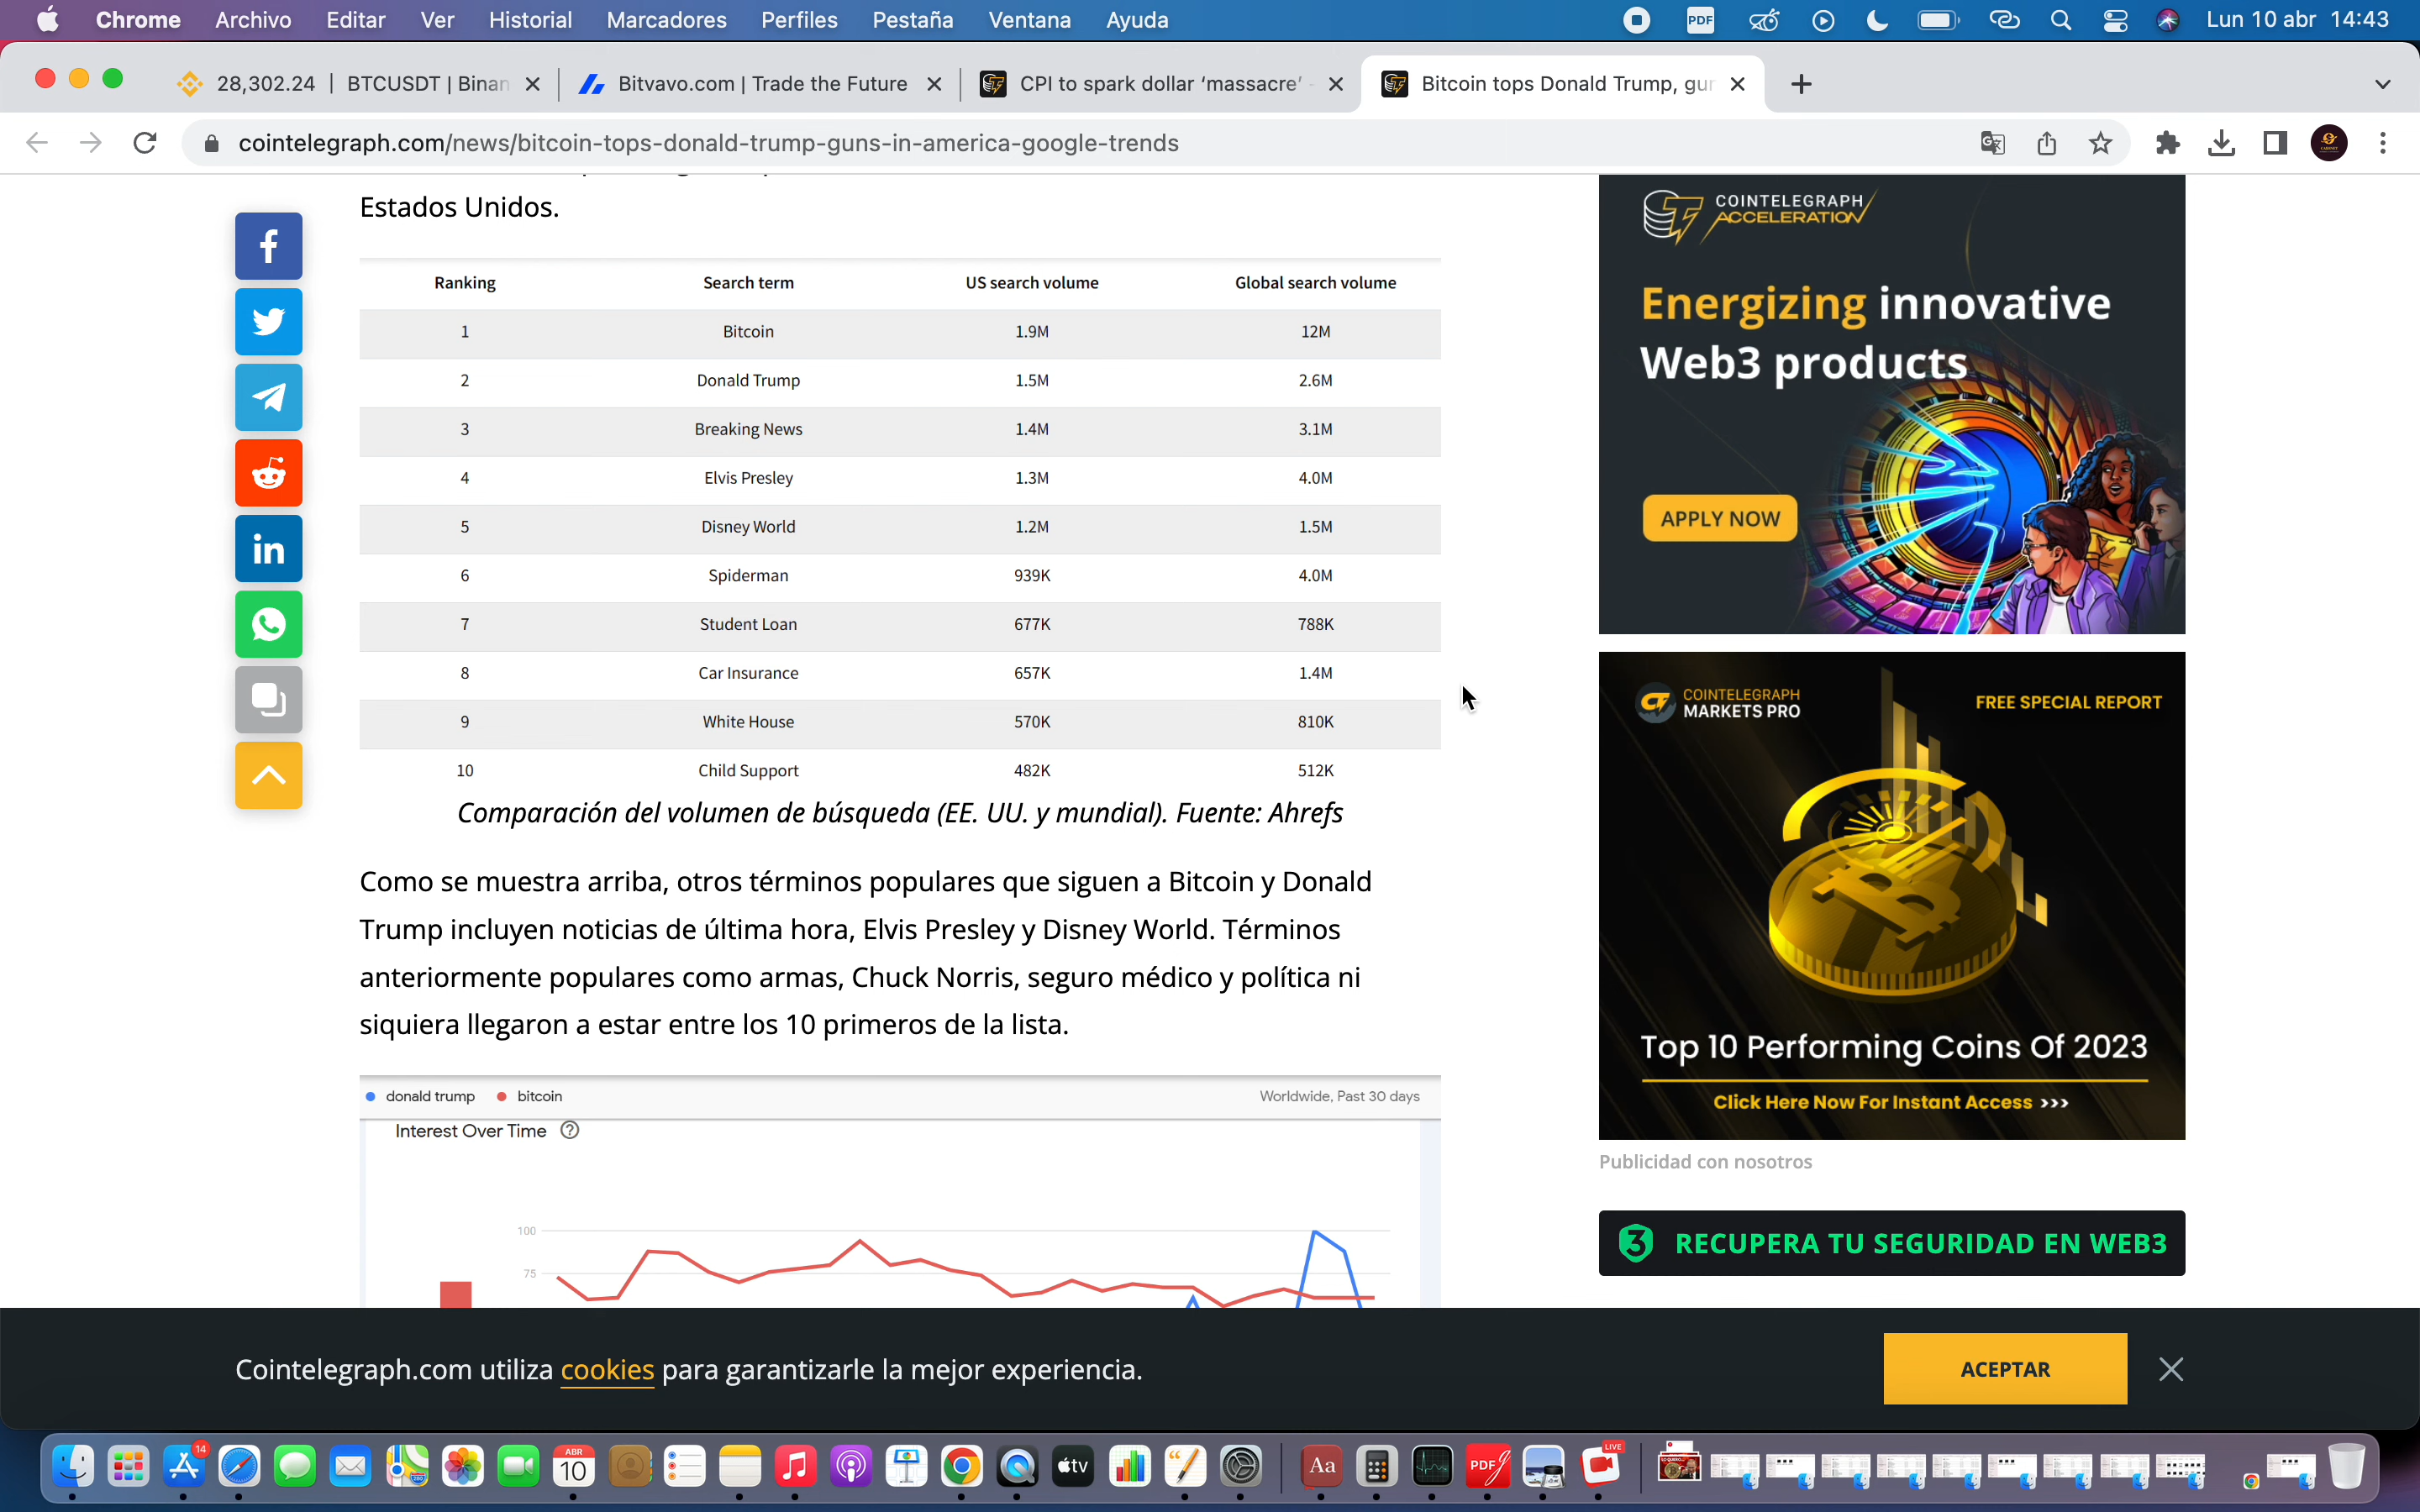 Chrome Archivo Editar Ver Historial Marcadores Perfiles Pestaña Ventana Ayuda PDF Lun 10 abr 14:43
28,302.24 | BTCUSDT | Binan
Bitvavo.com | Trade the Future
CPI to spark dollar ‘massacre’
Bitcoin tops Donald Trump, gun
cointelegraph.com/news/bitcoin-tops-donald-trump-guns-in-america-google-trends
Estados Unidos.
Ranking Search term US search volume Global search volume
1 Bitcoin 1.9M 12M
2 Donald Trump 1.5M 2.6M
3 Breaking News 1.4M 3.1M
4 Elvis Presley 1.3M 4.0M
5 Disney World 1.2M 1.5M
6 Spiderman 939K 4.0M
7 Student Loan 677K 788K
8 Car Insurance 657K 1.4M
9 White House 570K 810K
10 Child Support 482K 512K
Comparación del volumen de búsqueda (EE. UU. y mundial). Fuente: Ahrefs
Como se muestra arriba, otros términos populares que siguen a Bitcoin y Donald
Trump incluyen noticias de última hora, Elvis Presley y Disney World. Términos
anteriormente populares como armas, Chuck Norris, seguro médico y política ni
siquiera llegaron a estar entre los 10 primeros de la lista.
donald trump bitcoin Worldwide, Past 30 days
Interest Over Time
100
75
COINTELEGRAPH
ACCELERATION
Energizing innovative
Web3 products
APPLY NOW
COINTELEGRAPH
MARKETS PRO
FREE SPECIAL REPORT
Top 10 Performing Coins Of 2023
Click Here Now For Instant Access >>>
Publicidad con nosotros
RECUPERA TU SEGURIDAD EN WEB3
Cointelegraph.com utiliza cookies para garantizarle la mejor experiencia.
ACEPTAR
14
ABR
10
tv
Aa
PDF
LIVE